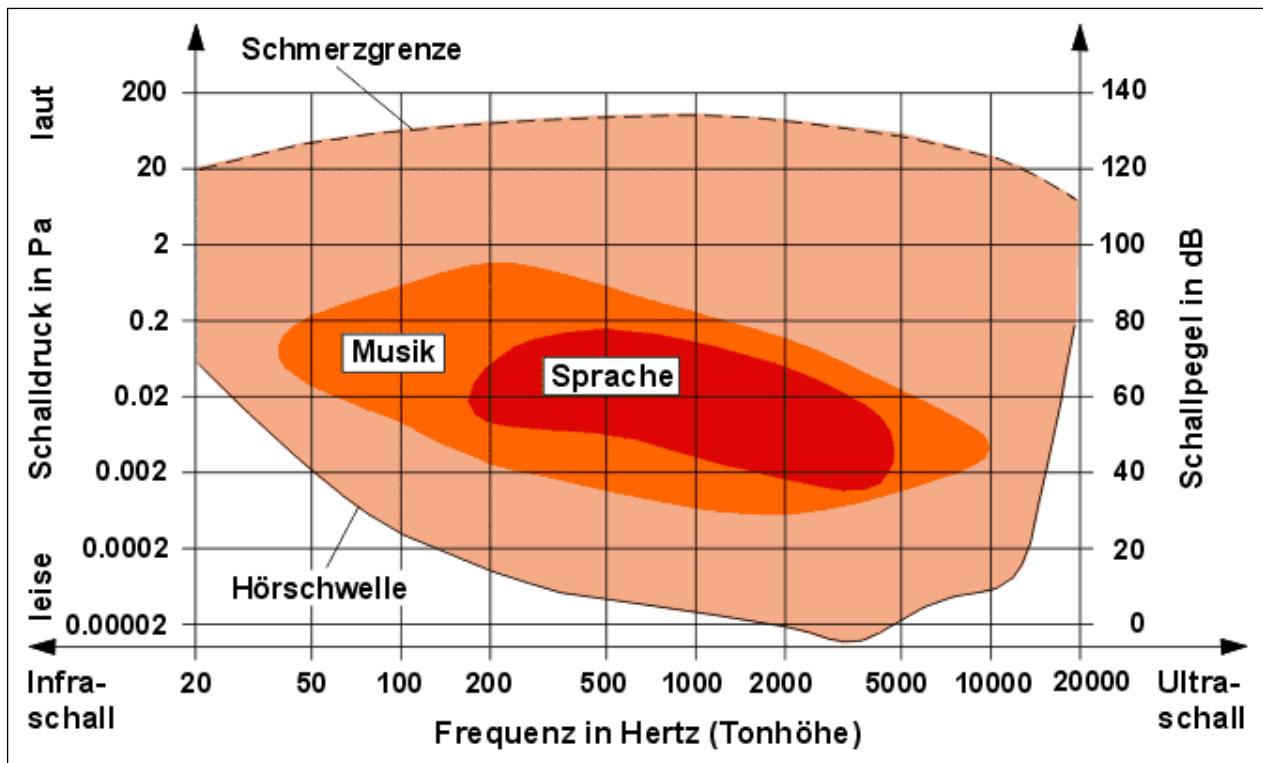 Schmerzgrenze
laut
Schalldruck in Pa
leise
200
20
2
0.2
0.02
0.002
0.0002
0.00002
140
120
100
80
60
40
20
0
Schallpegel in dB
Musik
Sprache
Hörschwelle
20 50 100 200 500 1000 2000 5000 10000 20000
Infra-
schall
Frequenz in Hertz (Tonhöhe)
Ultra-
schall